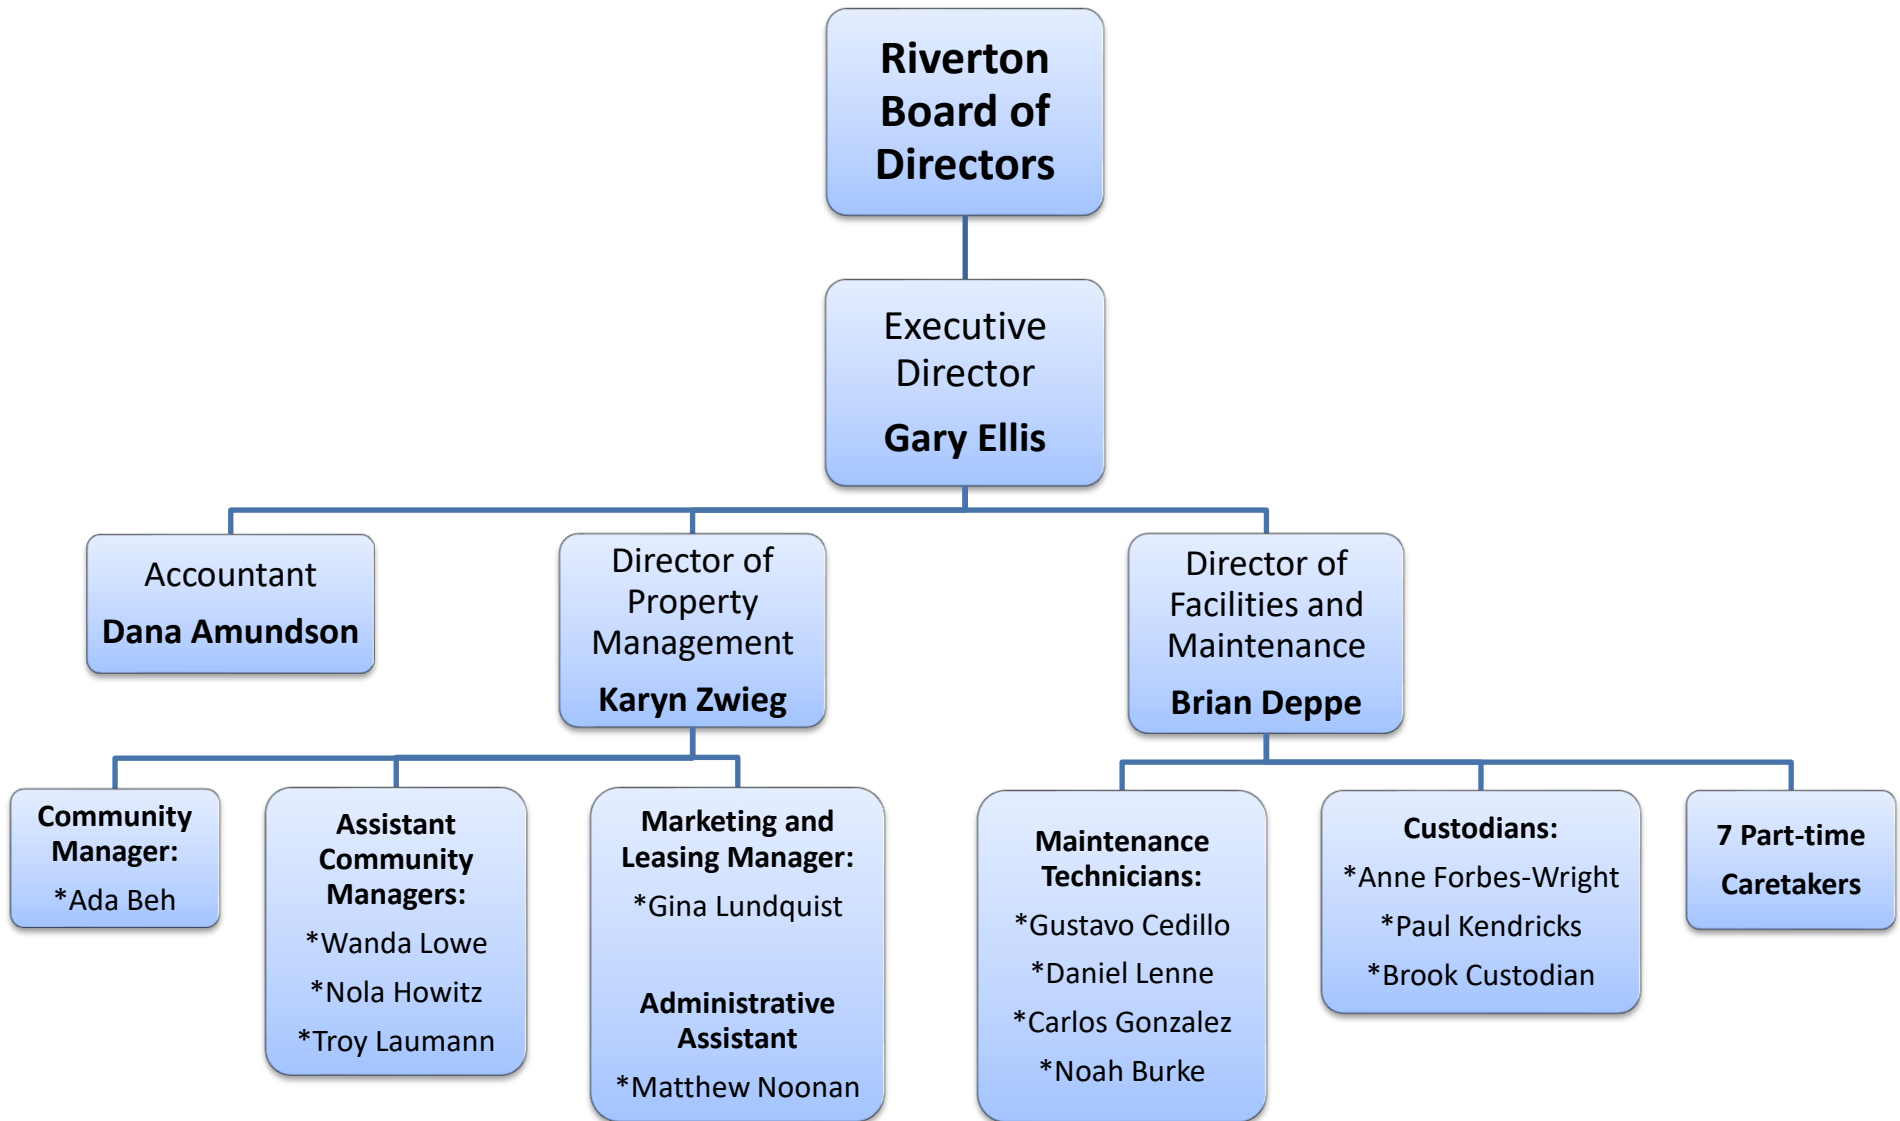 Riverton
Board of
Directors
Executive
Director
Gary Ellis
Accountant
Dana Amundson
Director of
Property
Management
Karyn Zwieg
Director of
Facilities and
Maintenance
Brian Deppe
Community
Manager:
*Ada Beh
Assistant
Community
Managers:
*Wanda Lowe
*Nola Howitz
*Troy Laumann
Marketing and
Leasing Manager:
*Gina Lundquist
Administrative
Assistant
*Matthew Noonan
Maintenance
Technicians:
*Gustavo Cedillo
*Daniel Lenne
*Carlos Gonzalez
*Noah Burke
Custodians:
*Anne Forbes-Wright
*Paul Kendricks
*Brook Custodian
7 Part-time
Caretakers